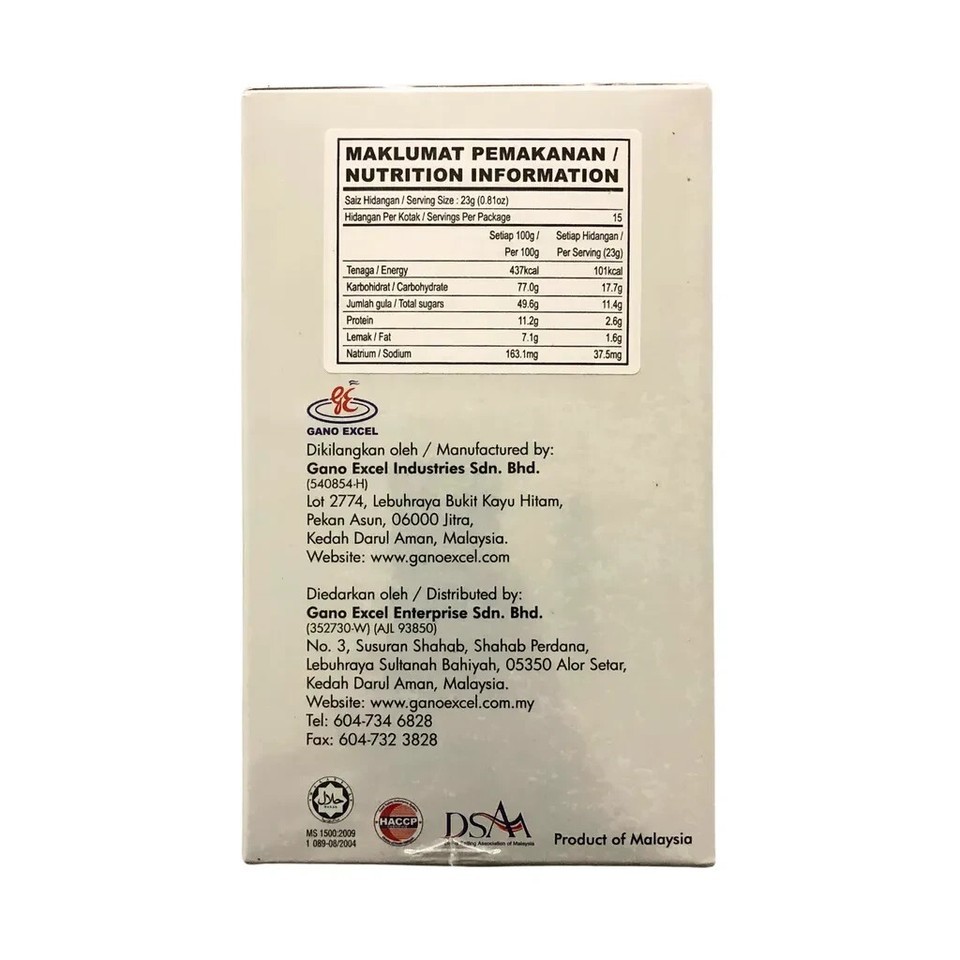 MAKLUMAT PEMAKANAN /
NUTRITION INFORMATION
Saiz Hidangan / Serving Size : 23g (0.81oz)
Hidangan Per Kotak / Servings Per Package 15
Setiap 100g / Setiap Hidangan /
Per 100g Per Serving (23g)
Tenaga / Energy 437kcal 101kcal
Karbohidrat / Carbohydrate 77.0g 17.7g
Jumlah gula / Total sugars 49.6g 11.4g
Protein 11.2g 2.6g
Lemak / Fat 7.1g 1.6g
Natrium / Sodium 163.1mg 37.5mg
GANO EXCEL
Dikilangkan oleh / Manufactured by:
Gano Excel Industries Sdn. Bhd.
(540854-H)
Lot 2774, Lebuhraya Bukit Kayu Hitam,
Pekan Asun, 06000 Jitra,
Kedah Darul Aman, Malaysia.
Website: www.ganoexcel.com
Diedarkan oleh / Distributed by:
Gano Excel Enterprise Sdn. Bhd.
(352730-W) (AJL 93850)
No. 3, Susuran Shahab, Shahab Perdana,
Lebuhraya Sultanah Bahiyah, 05350 Alor Setar,
Kedah Darul Aman, Malaysia.
Website: www.ganoexcel.com.my
Tel: 604-734 6828
Fax: 604-732 3828
حلال
MS 1500:2009
1 089-08/2004
HACCP
DSAM
Selling Association of Malaysia
Product of Malaysia